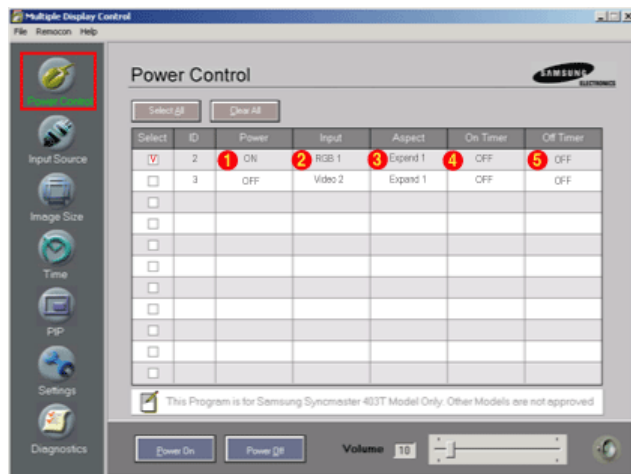 Multiple Display Control
File Remocon Help
Power Control
SAMSUNG
ELECTRONICS
Power Control
Select All Clear All
Select ID Power Input Aspect On Timer Off Timer
V 2 1 ON 2 RGB 1 3 Expend 1 4 OFF 5 OFF
3 OFF Video 2 Expand 1 OFF OFF
Input Source
Image Size
Time
PIP
Settings
This Program is for Samsung Syncmaster 403T Model Only. Other Models are not approved
Diagnostics
Power On Power Off Volume 10